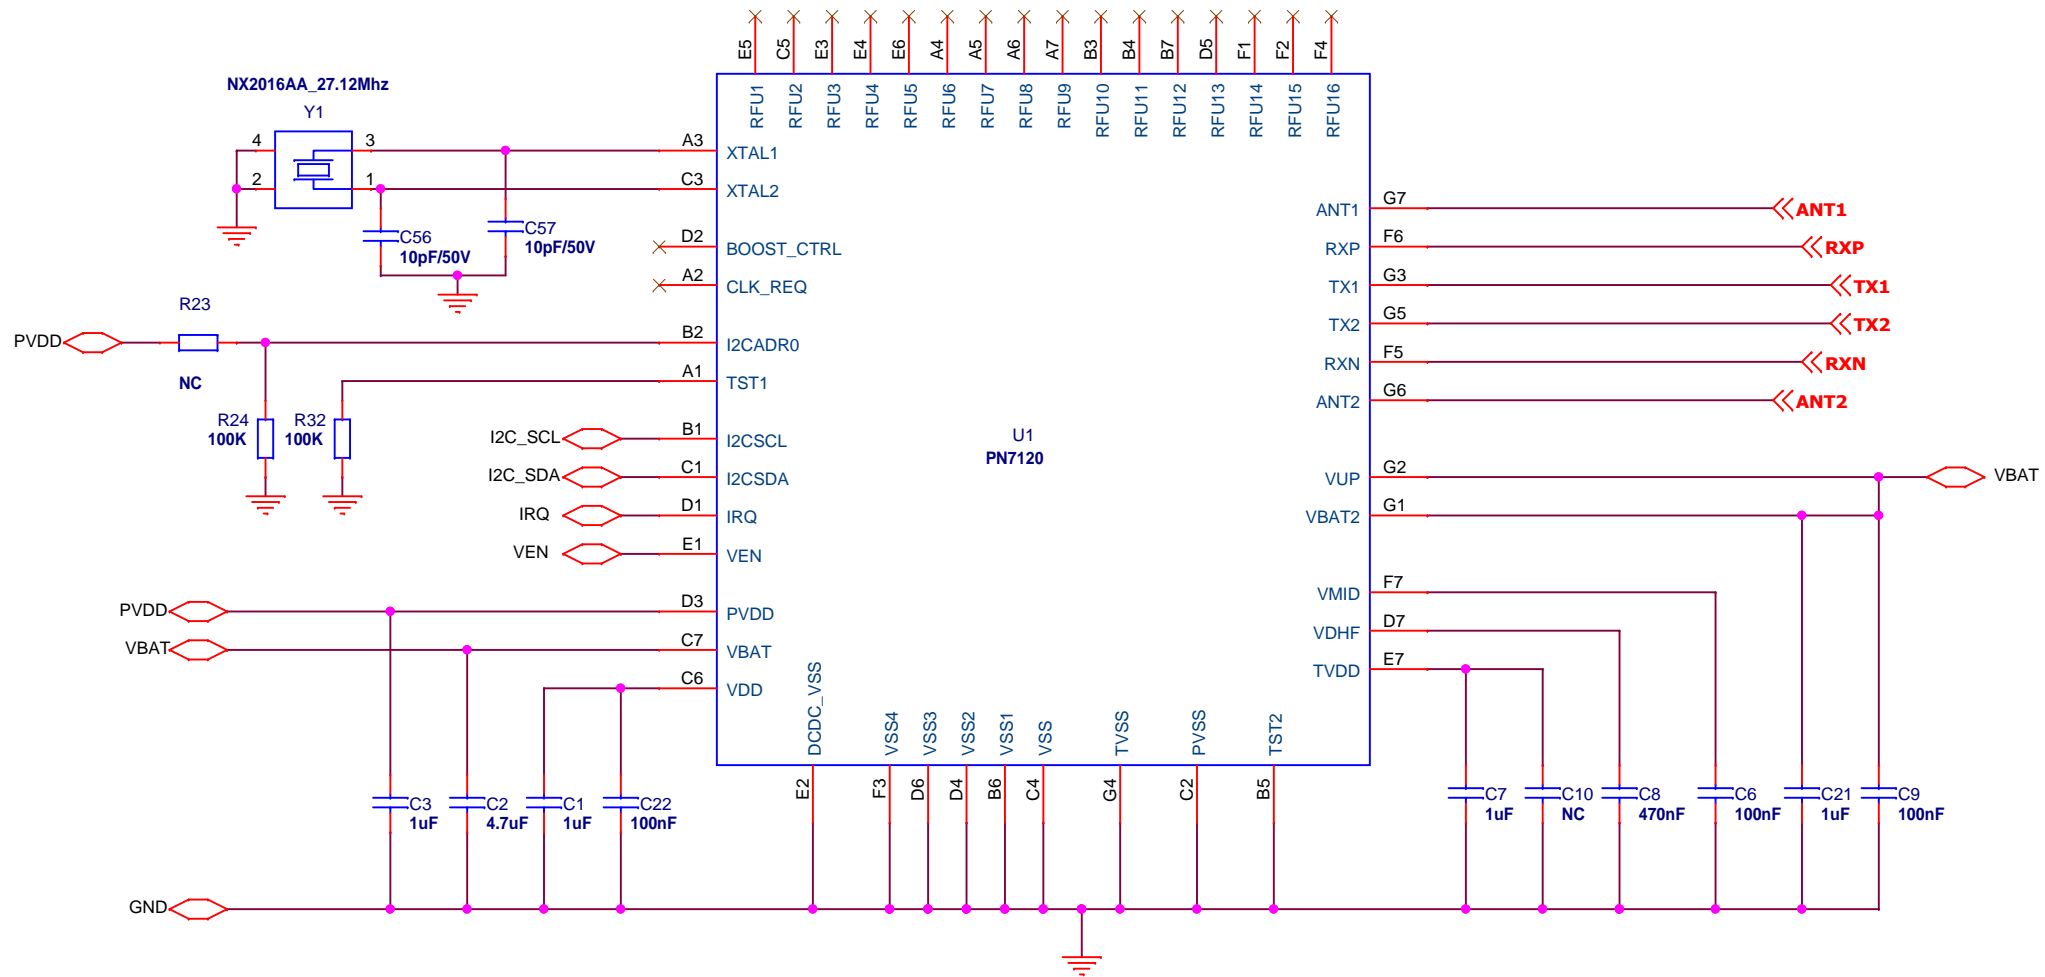 E5 C5 E3 E4 E6 A4 A5 A6 A7 B3 B4 B7 D5 F1 F2 F4
RFU1 RFU2 RFU3 RFU4 RFU5 RFU6 RFU7 RFU8 RFU9 RFU10 RFU11 RFU12 RFU13 RFU14 RFU15 RFU16
NX2016AA_27.12Mhz
Y1
4 3
2 1
A3 XTAL1
C3 XTAL2
C56
10pF/50V
C57
10pF/50V
D2 BOOST_CTRL
A2 CLK_REQ
R23
NC
PVDD
B2 I2CADR0
A1 TST1
R24
100K
R32
100K
I2C_SCL B1 I2CSCL
I2C_SDA C1 I2CSDA
IRQ D1 IRQ
VEN E1 VEN
PVDD D3 PVDD
VBAT C7 VBAT
C6 VDD
U1
PN7120
ANT1 G7 ANT1
RXP F6 RXP
TX1 G3 TX1
TX2 G5 TX2
RXN F5 RXN
ANT2 G6 ANT2
VUP G2 VBAT
VBAT2 G1
VMID F7
VDHF D7
TVDD E7
DCDC_VSS VSS4 VSS3 VSS2 VSS1 VSS TVSS PVSS TST2
E2 F3 D6 D4 B6 C4 G4 C2 B5
C3
1uF
C2
4.7uF
C1
1uF
C22
100nF
C7
1uF
C10
NC
C8
470nF
C6
100nF
C21
1uF
C9
100nF
GND